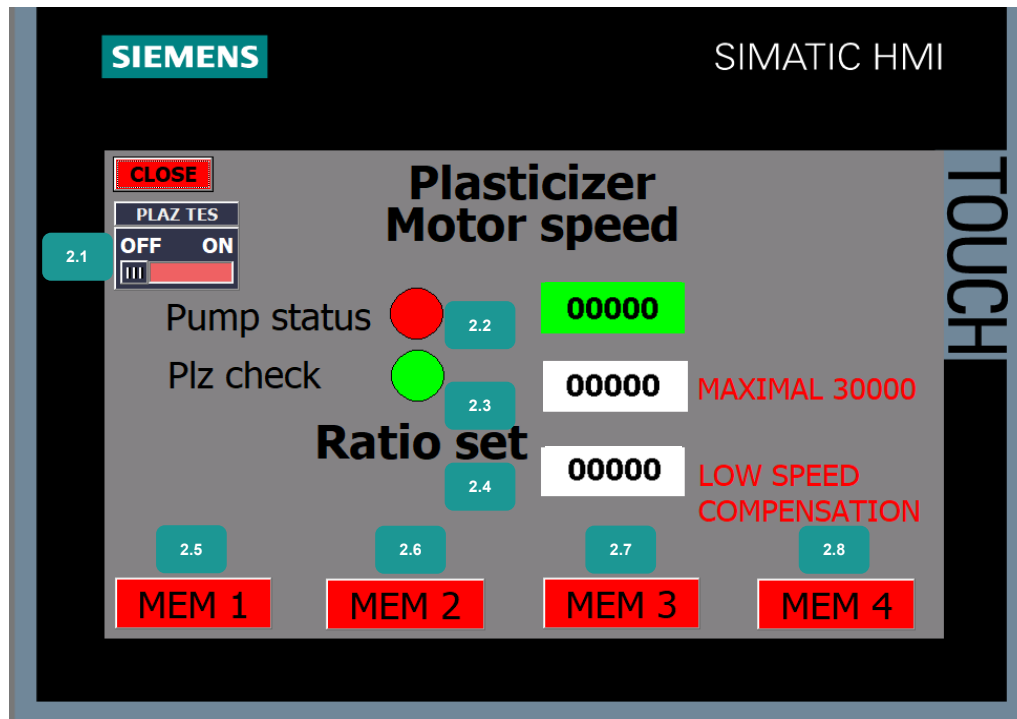 SIEMENS
SIMATIC HMI
TOUCH
CLOSE
Plasticizer
Motor speed
PLAZ TES
OFF ON
2.1
Pump status
2.2
00000
Plz check
2.3
00000
MAXIMAL 30000
Ratio set
2.4
00000
LOW SPEED
COMPENSATION
2.5
2.6
2.7
2.8
MEM 1
MEM 2
MEM 3
MEM 4